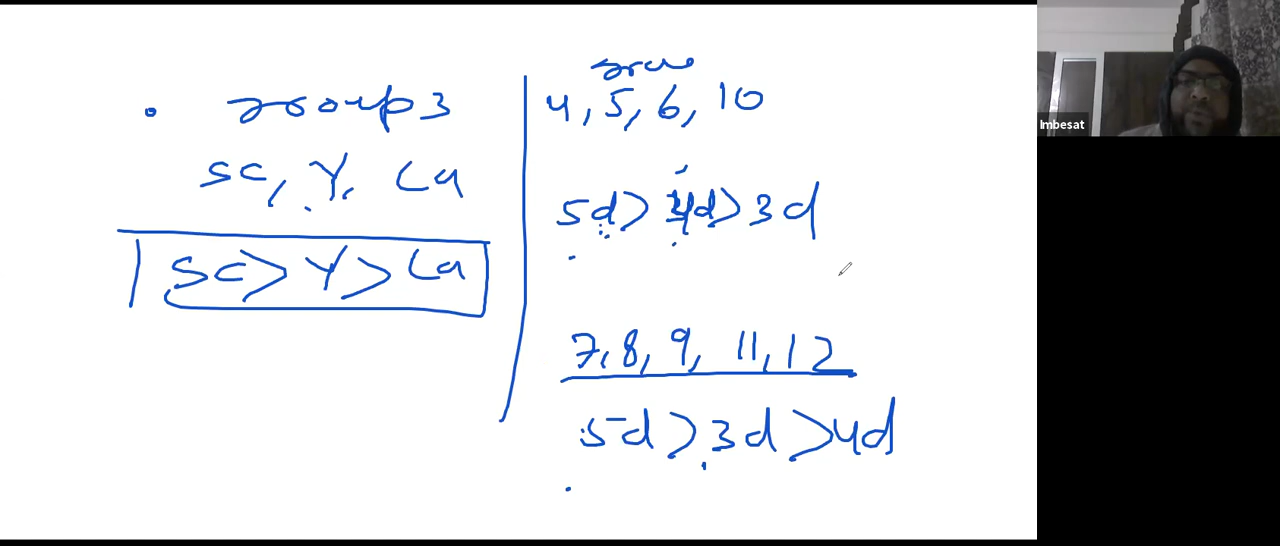 group 3
Sc, Y, La
Sc > Y > La
group
4, 5, 6, 10
5d > 4d > 3d
7, 8, 9, 11, 12
5d > 3d > 4d
Imbesat